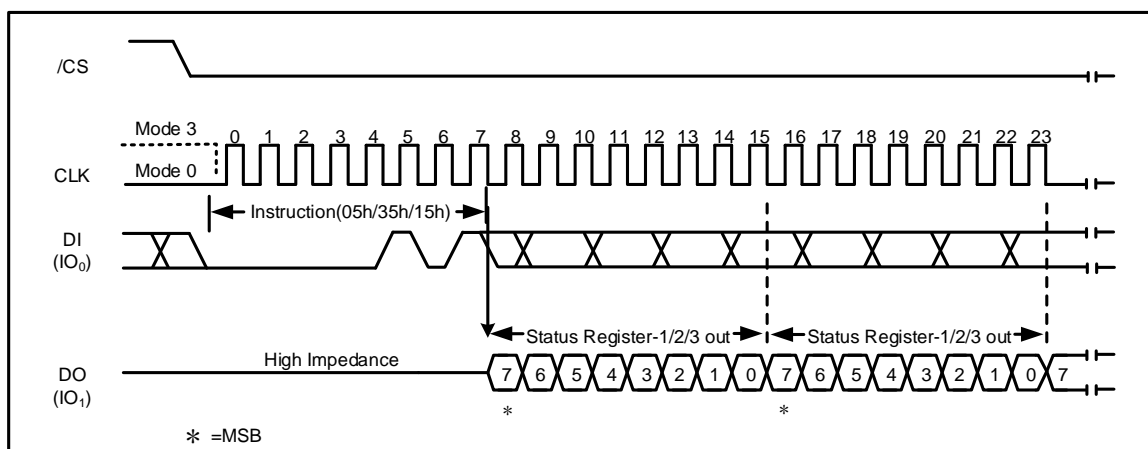 /CS
Mode 3
0 1 2 3 4 5 6 7 8 9 10 11 12 13 14 15 16 17 18 19 20 21 22 23
CLK
Mode 0
Instruction(05h/35h/15h)
DI
(IO0)
Status Register-1/2/3 out
Status Register-1/2/3 out
High Impedance
DO
(IO1)
7 6 5 4 3 2 1 0 7 6 5 4 3 2 1 0 7
* *
* =MSB